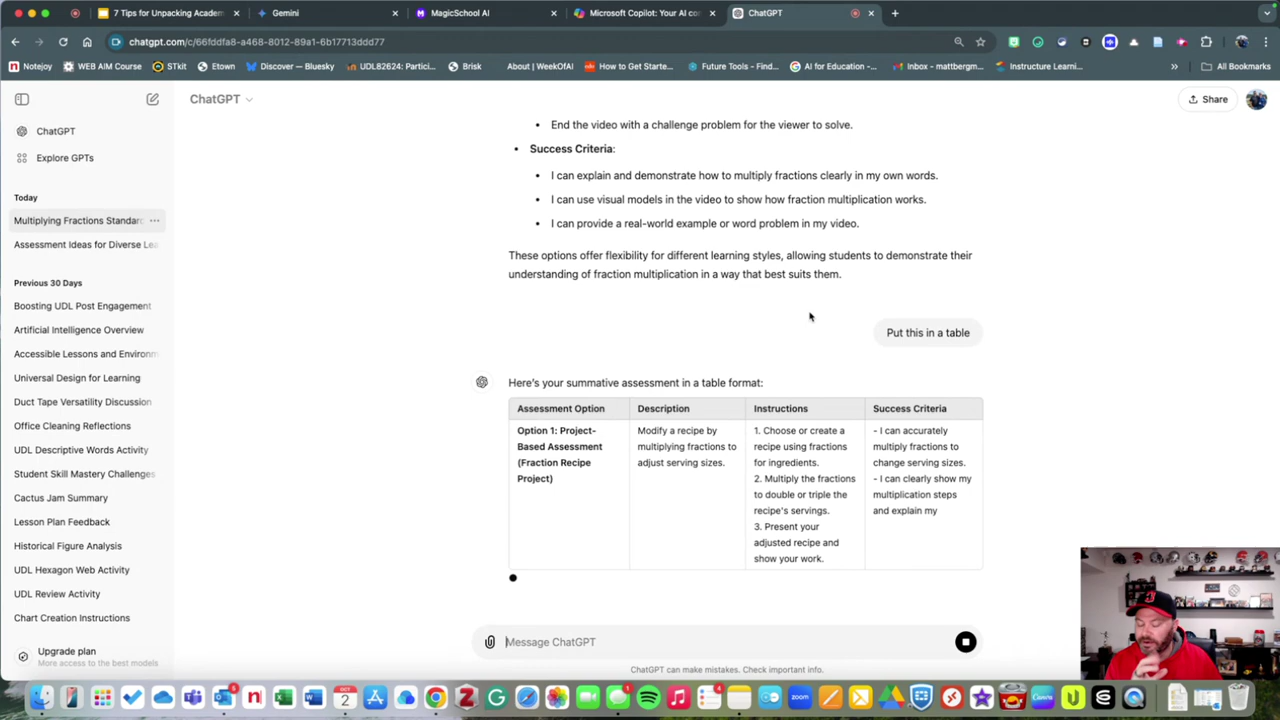 7 Tips for Unpacking Academ
Gemini
MagicSchool AI
Microsoft Copilot: Your AI co
ChatGPT
chatgpt.com/c/66fddfa8-a468-8012-89a1-6b17713ddd77
Notejoy
WEB AIM Course
STkit
Etown
Discover — Bluesky
UDL82624: Partici...
Brisk
About | WeekOfAI
How to Get Starte...
Future Tools - Find...
AI for Education -...
Inbox - mattbergm...
Instructure Learni...
All Bookmarks
ChatGPT
Share
ChatGPT
Explore GPTs
Today
Multiplying Fractions Standard
Assessment Ideas for Diverse Lea
Previous 30 Days
Boosting UDL Post Engagement
Artificial Intelligence Overview
Accessible Lessons and Environm
Universal Design for Learning
Duct Tape Versatility Discussion
Office Cleaning Reflections
UDL Descriptive Words Activity
Student Skill Mastery Challenges
Cactus Jam Summary
Lesson Plan Feedback
Historical Figure Analysis
UDL Hexagon Web Activity
UDL Review Activity
Chart Creation Instructions
Upgrade plan
More access to the best models
• End the video with a challenge problem for the viewer to solve.
• Success Criteria:
• I can explain and demonstrate how to multiply fractions clearly in my own words.
• I can use visual models in the video to show how fraction multiplication works.
• I can provide a real-world example or word problem in my video.
These options offer flexibility for different learning styles, allowing students to demonstrate their
understanding of fraction multiplication in a way that best suits them.
Put this in a table
Here's your summative assessment in a table format:
Assessment Option
Description
Instructions
Success Criteria
Option 1: Project-
Based Assessment
(Fraction Recipe
Project)
Modify a recipe by
multiplying fractions to
adjust serving sizes.
1. Choose or create a
recipe using fractions
for ingredients.
2. Multiply the fractions
to double or triple the
recipe's servings.
3. Present your
adjusted recipe and
show your work.
- I can accurately
multiply fractions to
change serving sizes.
- I can clearly show my
multiplication steps
and explain my
Message ChatGPT
ChatGPT can make mistakes. Check important info.